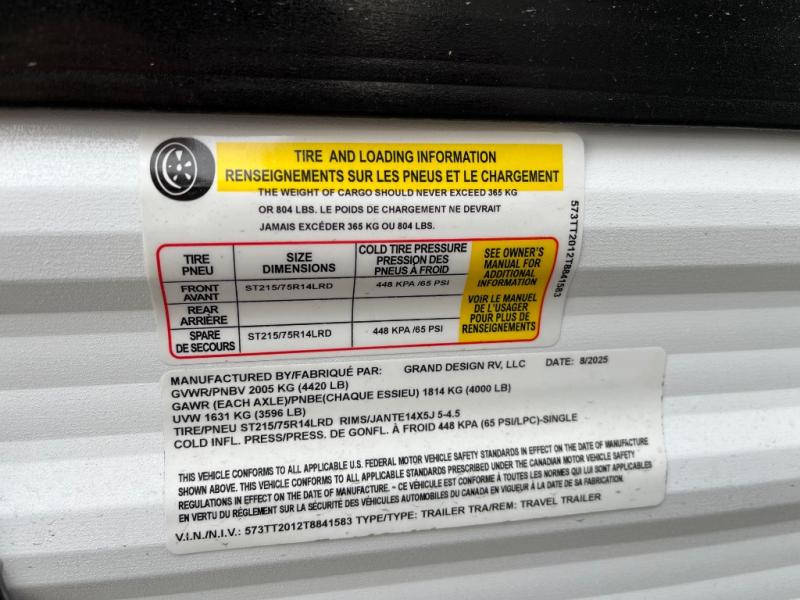 TIRE AND LOADING INFORMATION
RENSEIGNEMENTS SUR LES PNEUS ET LE CHARGEMENT
THE WEIGHT OF CARGO SHOULD NEVER EXCEED 365 KG
OR 804 LBS. LE POIDS DE CHARGEMENT NE DEVRAIT
JAMAIS EXCÉDER 365 KG OU 804 LBS.
573TT2012T8841583
TIRE
PNEU
SIZE
DIMENSIONS
COLD TIRE PRESSURE
PRESSION DES
PNEUS À FROID
SEE OWNER'S
MANUAL FOR
ADDITIONAL
INFORMATION
VOIR LE MANUEL
DE L'USAGER
POUR PLUS DE
RENSEIGNEMENTS
FRONT
AVANT
ST215/75R14LRD
448 KPA /65 PSI
REAR
ARRIÈRE
SPARE
DE SECOURS
ST215/75R14LRD
448 KPA /65 PSI
MANUFACTURED BY/FABRIQUÉ PAR: GRAND DESIGN RV, LLC DATE: 8/2025
GVWR/PNBV 2005 KG (4420 LB)
GAWR (EACH AXLE)/PNBE(CHAQUE ESSIEU) 1814 KG (4000 LB)
UVW 1631 KG (3596 LB)
TIRE/PNEU ST215/75R14LRD RIMS/JANTE14X5J 5-4.5
COLD INFL. PRESS/PRESS. DE GONFL. À FROID 448 KPA (65 PSI/LPC)-SINGLE
THIS VEHICLE CONFORMS TO ALL APPLICABLE U.S. FEDERAL MOTOR VEHICLE SAFETY STANDARDS IN EFFECT ON THE DATE OF MANUFACTURE
SHOWN ABOVE. THIS VEHICLE CONFORMS TO ALL APPLICABLE STANDARDS PRESCRIBED UNDER THE CANADIAN MOTOR VEHICLE SAFETY
REGULATIONS IN EFFECT ON THE DATE OF MANUFACTURE. - CE VÉHICULE EST CONFORME À TOUTES LES NORMES QUI LUI SONT APPLICABLES
EN VERTU DU RÈGLEMENT SUR LA SÉCURITÉ DES VÉHICULES AUTOMOBILES DU CANADA EN VIGUEUR À LA DATE DE SA FABRICATION.
V.I.N./N.I.V.: 573TT2012T8841583 TYPE/TYPE: TRAILER TRA/REM: TRAVEL TRAILER